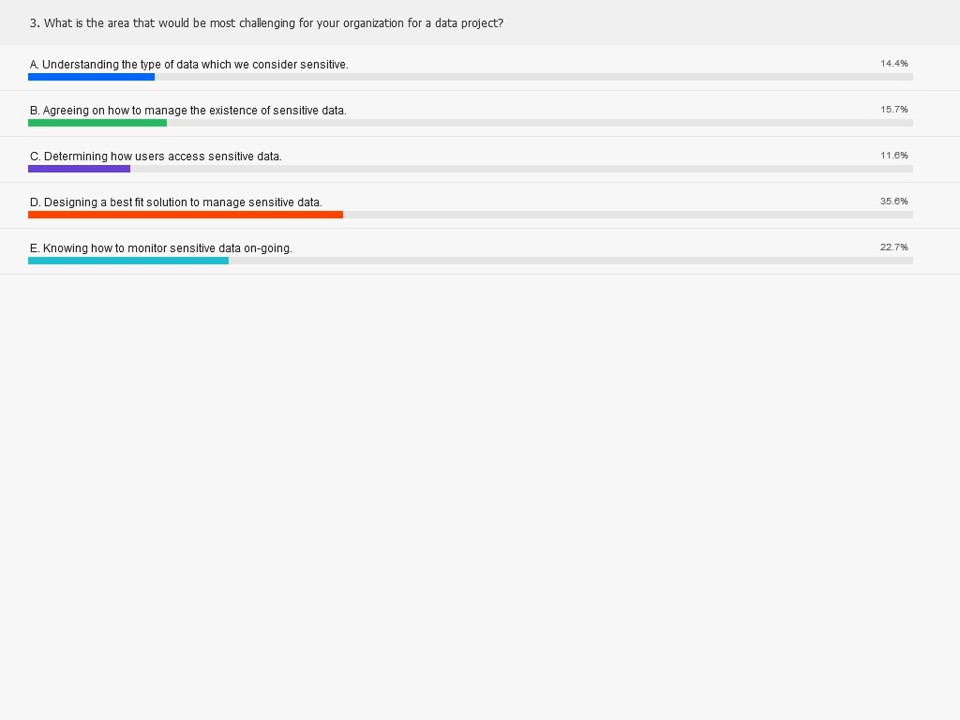 3. What is the area that would be most challenging for your organization for a data project?
A. Understanding the type of data which we consider sensitive.
14.4%
B. Agreeing on how to manage the existence of sensitive data.
15.7%
C. Determining how users access sensitive data.
11.6%
D. Designing a best fit solution to manage sensitive data.
35.6%
E. Knowing how to monitor sensitive data on-going.
22.7%